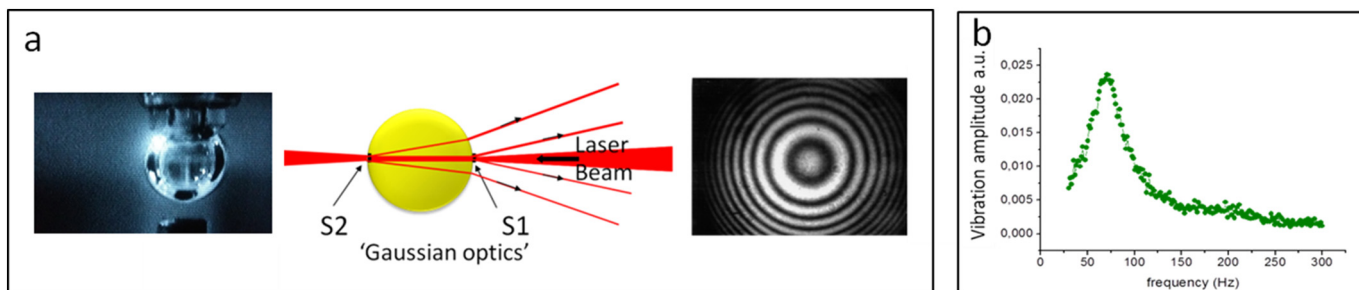 a
Laser
Beam
S2
S1
‘Gaussian optics’
b
Vibration amplitude a.u.
0,025
0,020
0,015
0,010
0,005
0,000
0
50
100
150
200
250
300
frequency (Hz)